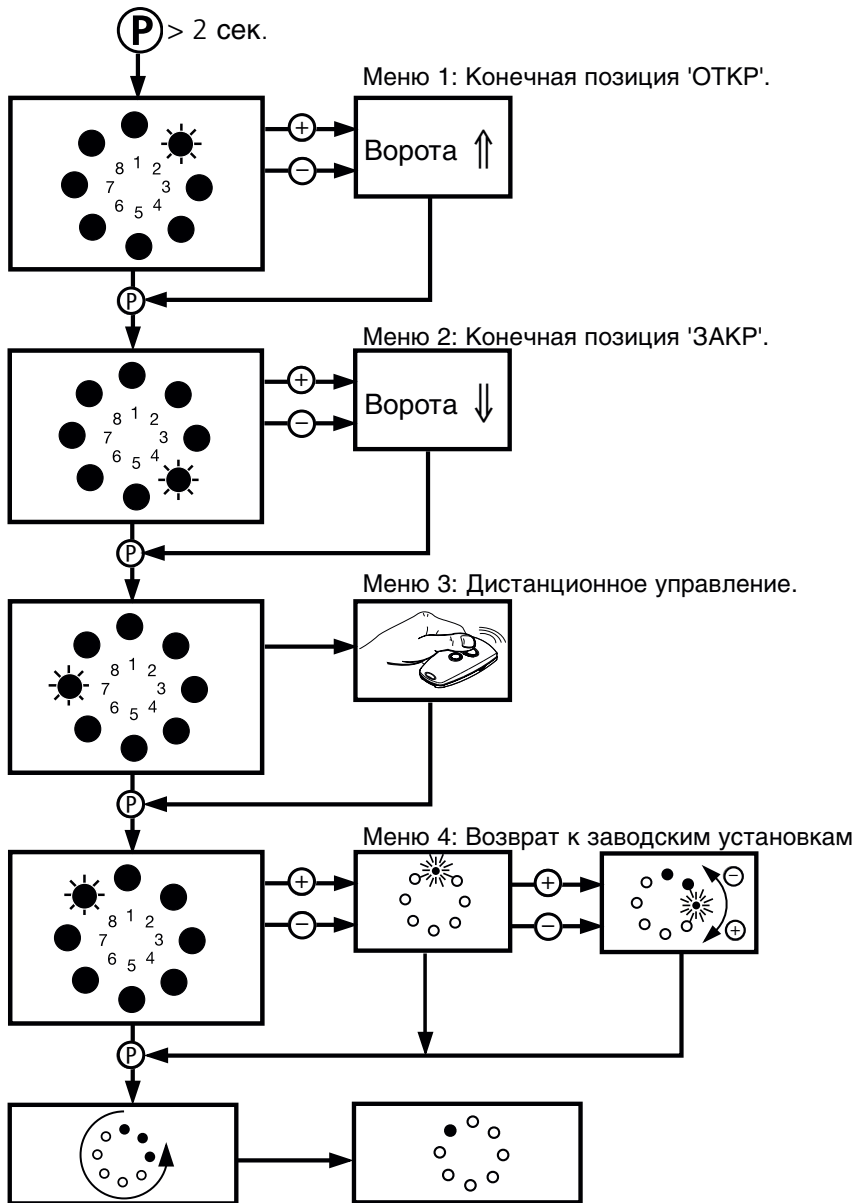 P > 2 сек.
Меню 1: Конечная позиция 'ОТКР'.
1 2 3 4 5 6 7 8
+
−
Ворота ⇑
P
Меню 2: Конечная позиция 'ЗАКР'.
1 2 3 4 5 6 7 8
+
−
Ворота ⇓
P
Меню 3: Дистанционное управление.
1 2 3 4 5 6 7 8
P
Меню 4: Возврат к заводским установкам
1 2 3 4 5 6 7 8
+
−
+
−
−
+
P